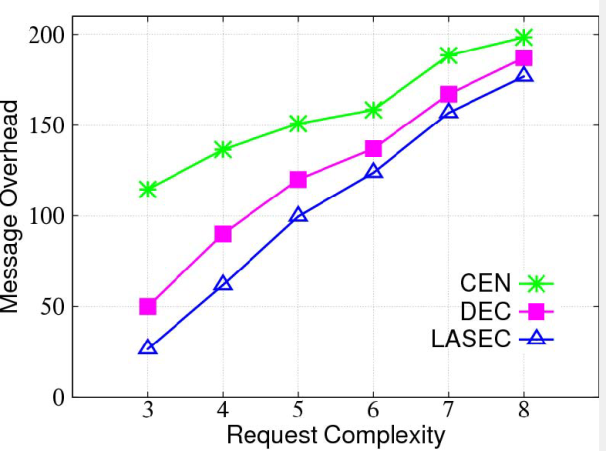 Message Overhead
200
150
100
50
0
CEN
DEC
LASEC
3 4 5 6 7 8
Request Complexity